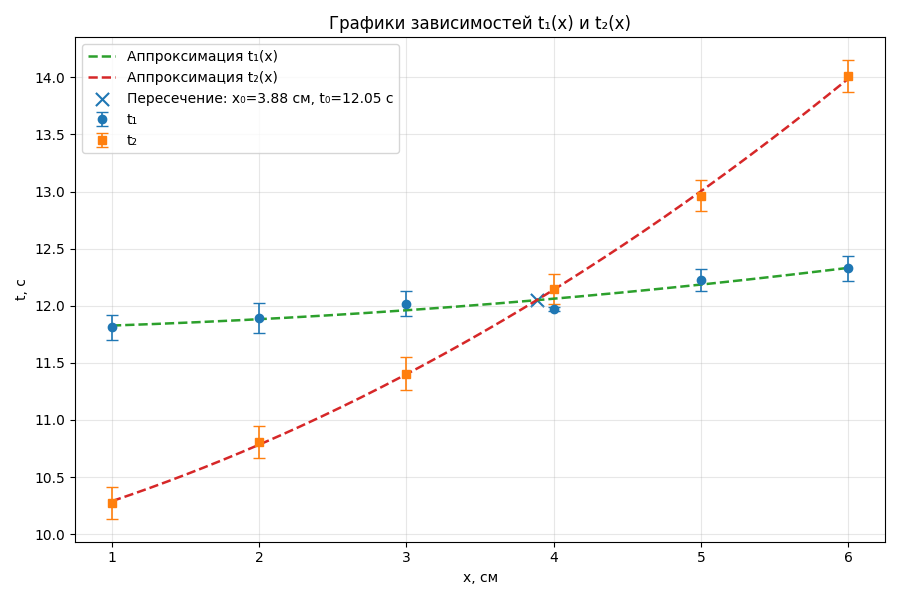 Графики зависимостей t₁(x) и t₂(x)
Аппроксимация t₁(x)
Аппроксимация t₂(x)
Пересечение: x₀=3.88 см, t₀=12.05 с
t₁
t₂
t, с
14.0
13.5
13.0
12.5
12.0
11.5
11.0
10.5
10.0
1 2 3 4 5 6
x, см